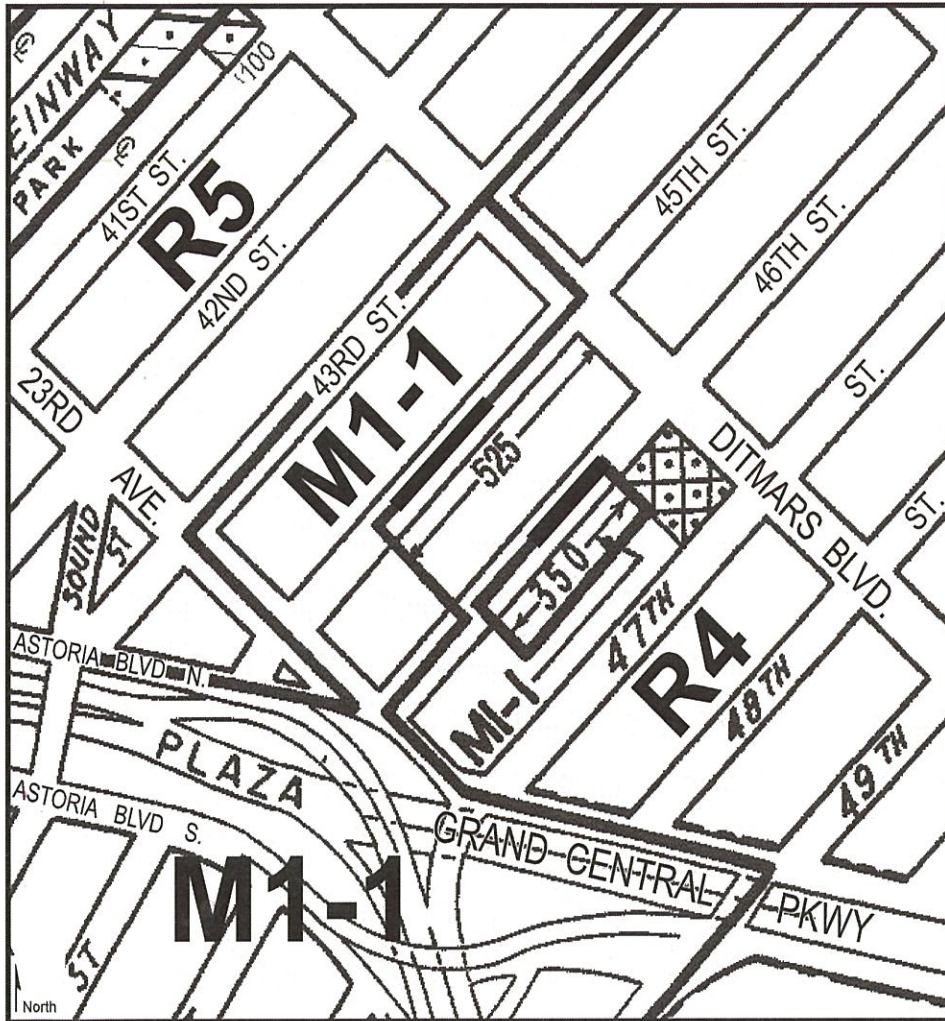 EINWAY
PARK
100
41ST ST.
R5
42ND ST.
45TH ST.
46TH ST.
23RD
AVE.
43RD ST.
M1-1
525
ST.
ST.
DITMARS BLVD.
SOUND
ST
350
47TH
M1-1
R4
48TH
49TH
ASTORIA BLVD N.
PLAZA
ASTORIA BLVD S.
M1-1
GRAND CENTRAL PKWY
ST
North